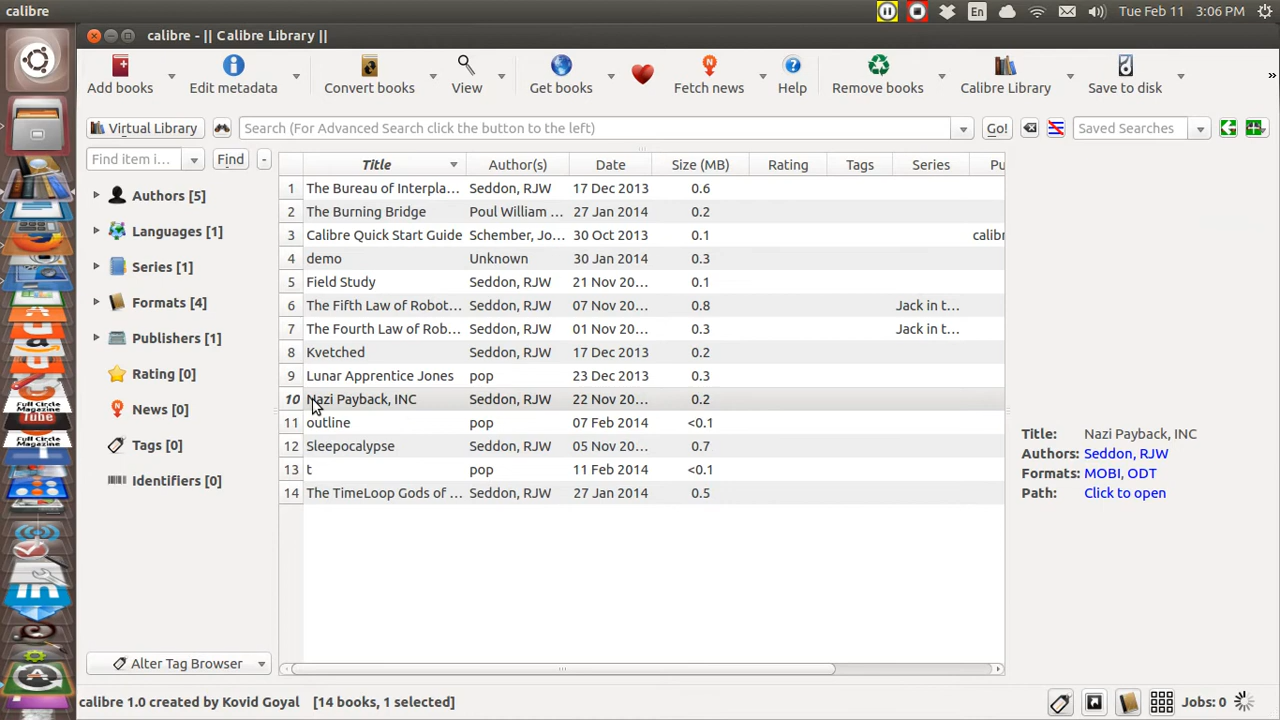 calibre
En
Tue Feb 11 3:06 PM
calibre - || Calibre Library ||
Add books
Edit metadata
Convert books
View
Get books
Fetch news
Help
Remove books
Calibre Library
Save to disk
»
Virtual Library
Search (For Advanced Search click the button to the left)
Go!
Saved Searches
Find item i...
Find
-
Title Author(s) Date Size (MB) Rating Tags Series Pu
1 The Bureau of Interpla... Seddon, RJW 17 Dec 2013 0.6
2 The Burning Bridge Poul William ... 27 Jan 2014 0.2
3 Calibre Quick Start Guide Schember, Jo... 30 Oct 2013 0.1 calibr
4 demo Unknown 30 Jan 2014 0.3
5 Field Study Seddon, RJW 21 Nov 20... 0.1
6 The Fifth Law of Robot... Seddon, RJW 07 Dec 20... 0.8 Jack in t...
7 The Fourth Law of Rob... Seddon, RJW 01 Nov 20... 0.3 Jack in t...
8 Kvetched Seddon, RJW 17 Dec 2013 0.2
9 Lunar Apprentice Jones pop 23 Dec 2013 0.3
10 Nazi Payback, INC Seddon, RJW 22 Nov 20... 0.2
11 outline pop 07 Feb 2014 <0.1
12 Sleepocalypse Seddon, RJW 05 Nov 20... 0.7
13 t pop 11 Feb 2014 <0.1
14 The TimeLoop Gods of ... Seddon, RJW 27 Jan 2014 0.5
Authors [5]
Languages [1]
Series [1]
Formats [4]
Publishers [1]
Rating [0]
News [0]
Tags [0]
Identifiers [0]
Alter Tag Browser
Title: Nazi Payback, INC
Authors: Seddon, RJW
Formats: MOBI, ODT
Path: Click to open
calibre 1.0 created by Kovid Goyal [14 books, 1 selected]
Jobs: 0
Full Circle
Magazine
You
Tube
Full Circle
Magazine
in